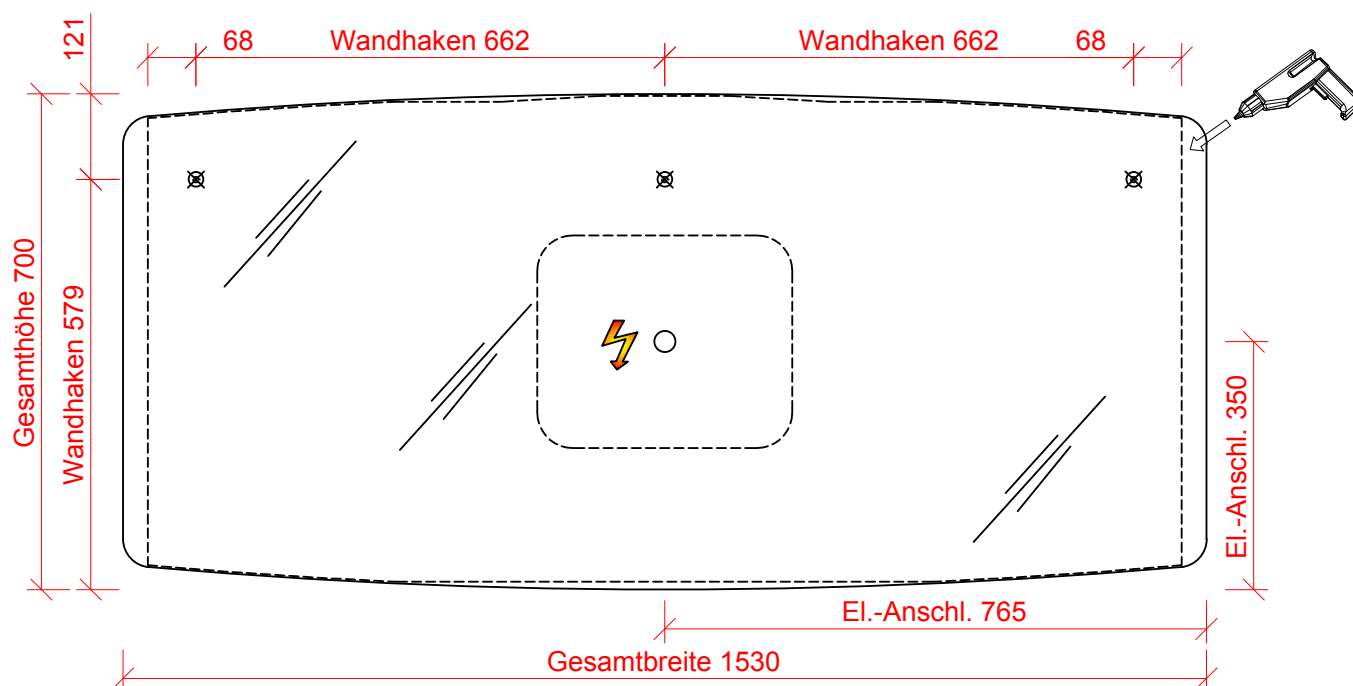 121
68
Wandhaken 662
Wandhaken 662
68
Gesamthöhe 700
Wandhaken 579
El.-Anschl. 350
El.-Anschl. 765
Gesamtbreite 1530